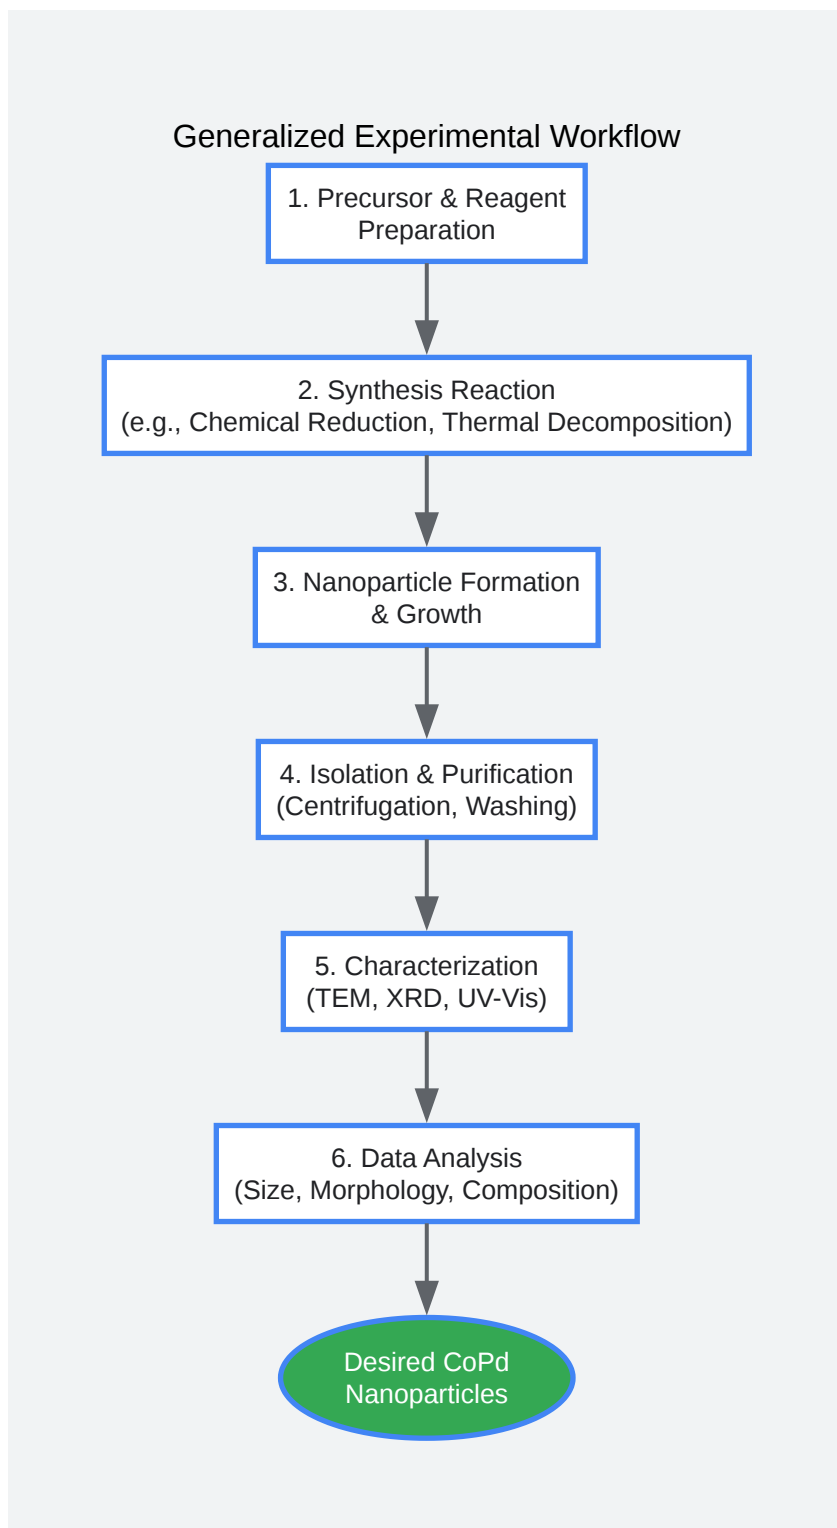 Generalized Experimental Workflow
1. Precursor & Reagent
Preparation
2. Synthesis Reaction
(e.g., Chemical Reduction, Thermal Decomposition)
3. Nanoparticle Formation
& Growth
4. Isolation & Purification
(Centrifugation, Washing)
5. Characterization
(TEM, XRD, UV-Vis)
6. Data Analysis
(Size, Morphology, Composition)
Desired CoPd
Nanoparticles